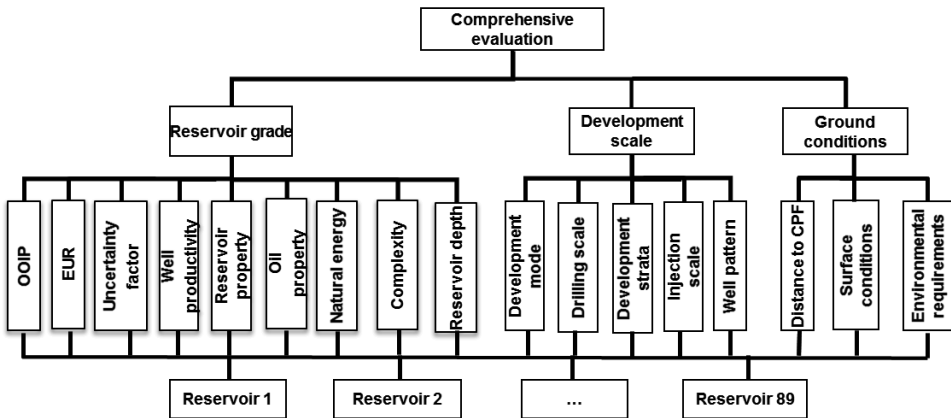 Comprehensive
evaluation
Reservoir grade
Development
scale
Ground
conditions
OOIP
EUR
Uncertainty
factor
Well
productivity
Reservoir
property
Oil
property
Natural energy
Complexity
Reservoir depth
Development
mode
Drilling scale
Development
strata
Injection
scale
Well pattern
Distance to CPF
Surface
conditions
Environmental
requirements
Reservoir 1
Reservoir 2
...
Reservoir 89